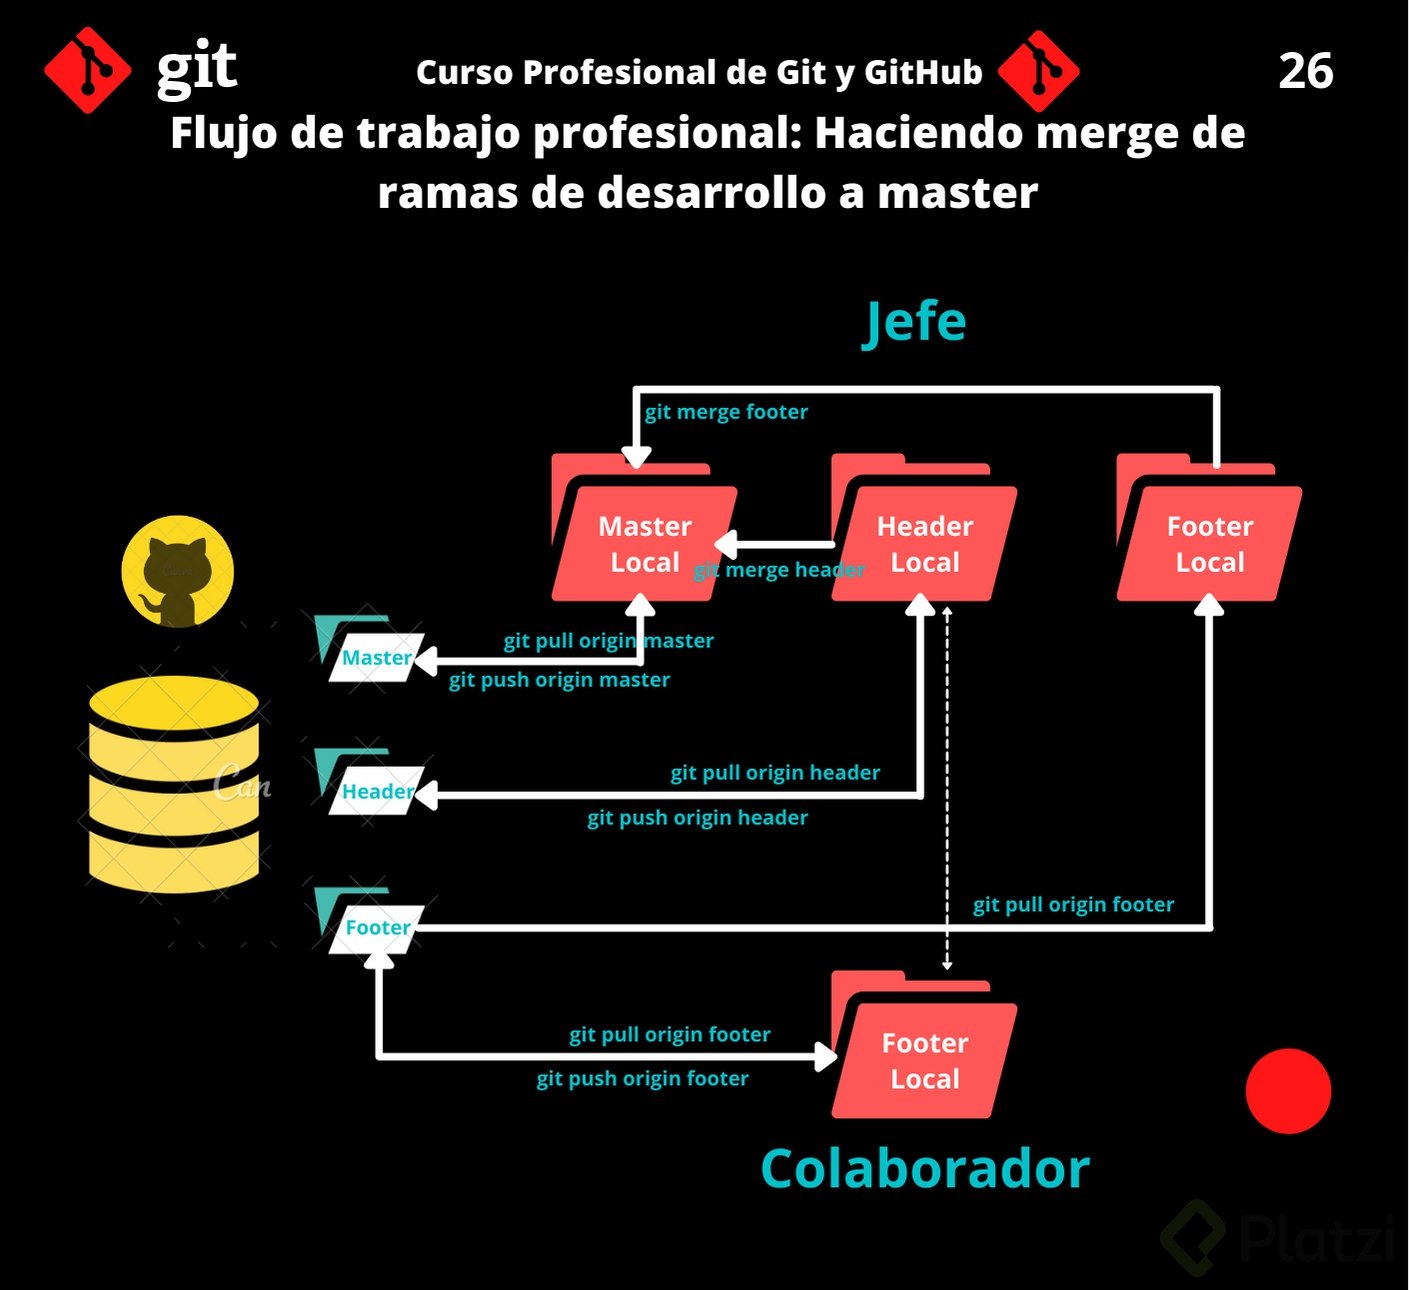 git
Curso Profesional de Git y GitHub
26
Flujo de trabajo profesional: Haciendo merge de
ramas de desarrollo a master
Jefe
git merge footer
Master
Local
Header
Local
Footer
Local
git merge header
git pull origin master
Master
git push origin master
git pull origin header
Header
git push origin header
git pull origin footer
Footer
git pull origin footer
git push origin footer
Footer
Local
Colaborador
Can
Canva
Platzi